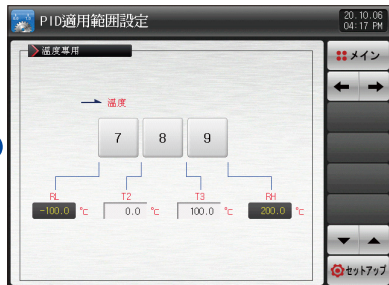 PID適用範囲設定
20.10.06
04:17 PM
温度専用
メイン
温度
7 8 9
RL T2 T3 RH
-100.0 ℃ 0.0 ℃ 100.0 ℃ 200.0 ℃
セットアップ